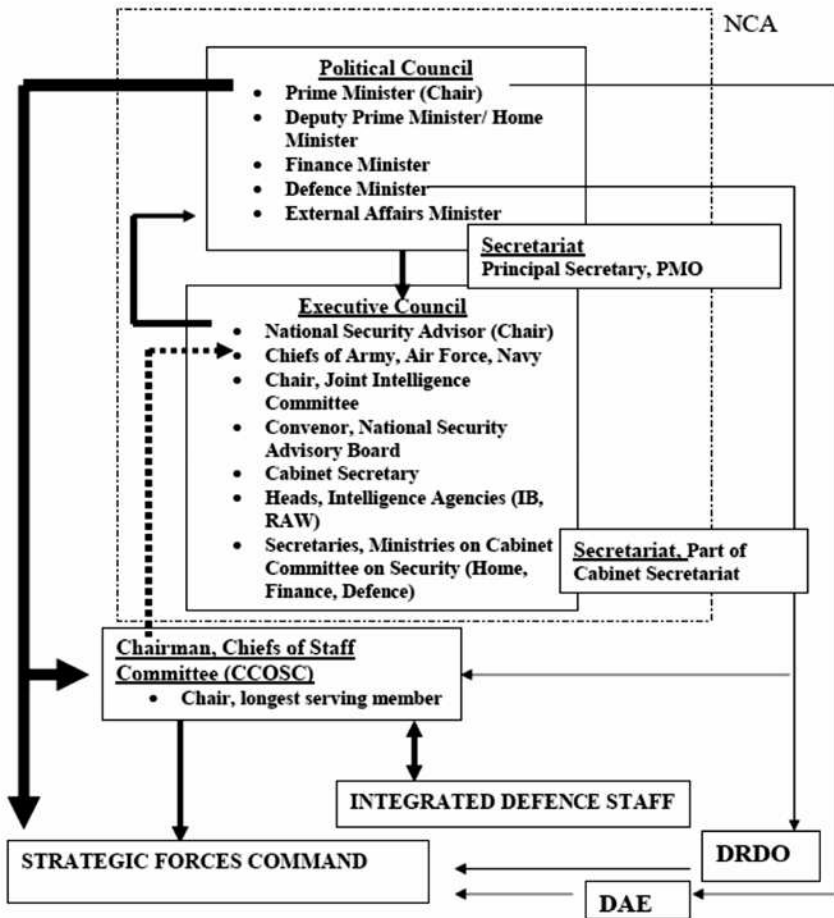 NCA
Political Council
• Prime Minister (Chair)
• Deputy Prime Minister/ Home
Minister
• Finance Minister
• Defence Minister
• External Affairs Minister
Secretariat
Principal Secretary, PMO
Executive Council
• National Security Advisor (Chair)
• Chiefs of Army, Air Force, Navy
• Chair, Joint Intelligence
Committee
• Convenor, National Security
Advisory Board
• Cabinet Secretary
• Heads, Intelligence Agencies (IB,
RAW)
• Secretaries, Ministries on Cabinet
Committee on Security (Home,
Finance, Defence)
Secretariat, Part of
Cabinet Secretariat
Chairman, Chiefs of Staff
Committee (CCOSC)
• Chair, longest serving member
INTEGRATED DEFENCE STAFF
STRATEGIC FORCES COMMAND
DRDO
DAE